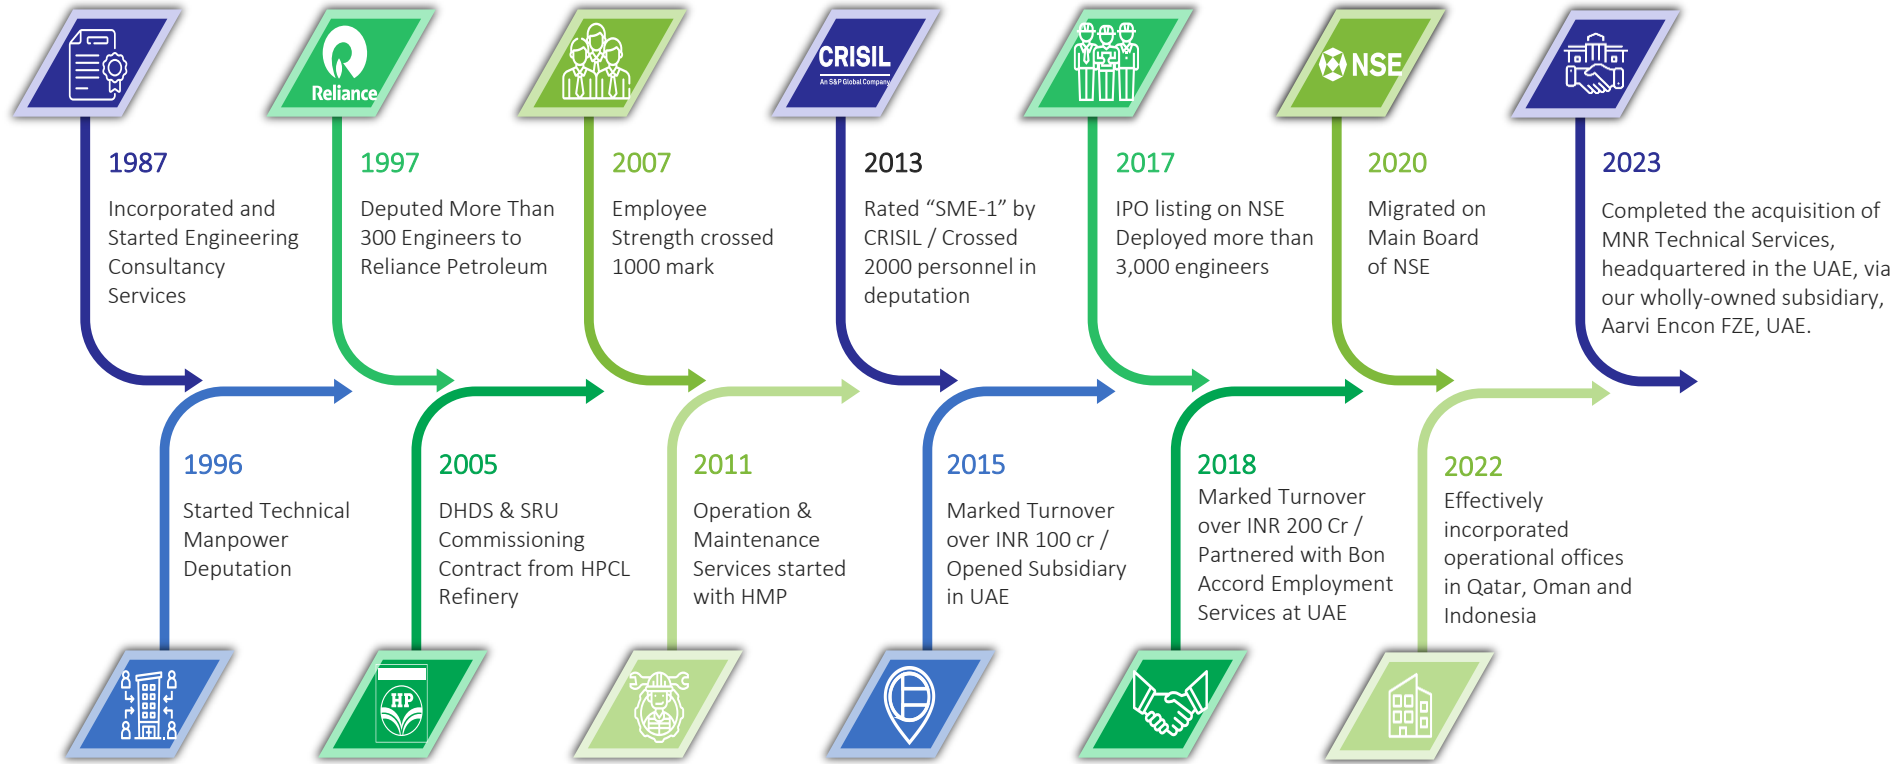 Reliance
CRISIL
An S&P Global Company
NSE
1987
Incorporated and
Started Engineering
Consultancy
Services
1997
Deputed More Than
300 Engineers to
Reliance Petroleum
2007
Employee
Strength crossed
1000 mark
2013
Rated “SME-1” by
CRISIL / Crossed
2000 personnel in
deputation
2017
IPO listing on NSE
Deployed more than
3,000 engineers
2020
Migrated on
Main Board
of NSE
2023
Completed the acquisition of
MNR Technical Services,
headquartered in the UAE, via
our wholly-owned subsidiary,
Aarvi Encon FZE, UAE.
1996
Started Technical
Manpower
Deputation
2005
DHDS & SRU
Commissioning
Contract from HPCL
Refinery
2011
Operation &
Maintenance
Services started
with HMP
2015
Marked Turnover
over INR 100 cr /
Opened Subsidiary
in UAE
2018
Marked Turnover
over INR 200 Cr /
Partnered with Bon
Accord Employment
Services at UAE
2022
Effectively
incorporated
operational offices
in Qatar, Oman and
Indonesia
HP